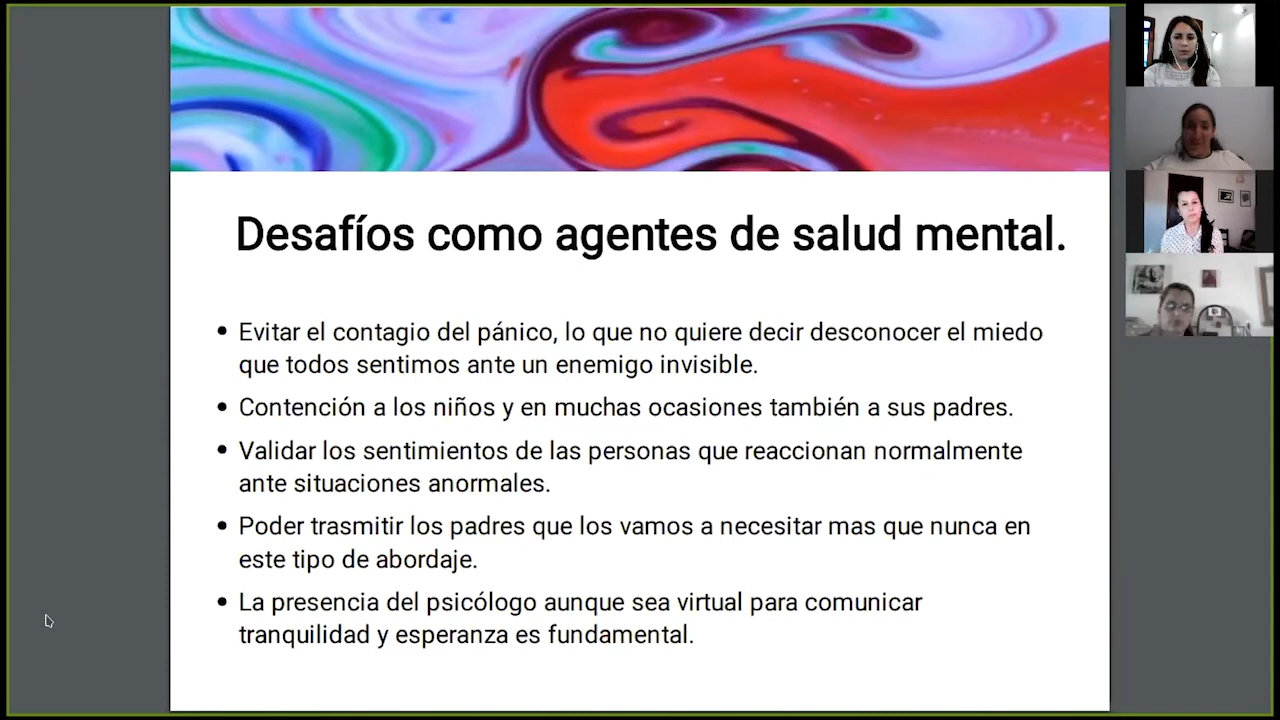 Desafíos como agentes de salud mental.
• Evitar el contagio del pánico, lo que no quiere decir desconocer el miedo
que todos sentimos ante un enemigo invisible.
• Contención a los niños y en muchas ocasiones también a sus padres.
• Validar los sentimientos de las personas que reaccionan normalmente
ante situaciones anormales.
• Poder trasmitir los padres que los vamos a necesitar mas que nunca en
este tipo de abordaje.
• La presencia del psicólogo aunque sea virtual para comunicar
tranquilidad y esperanza es fundamental.